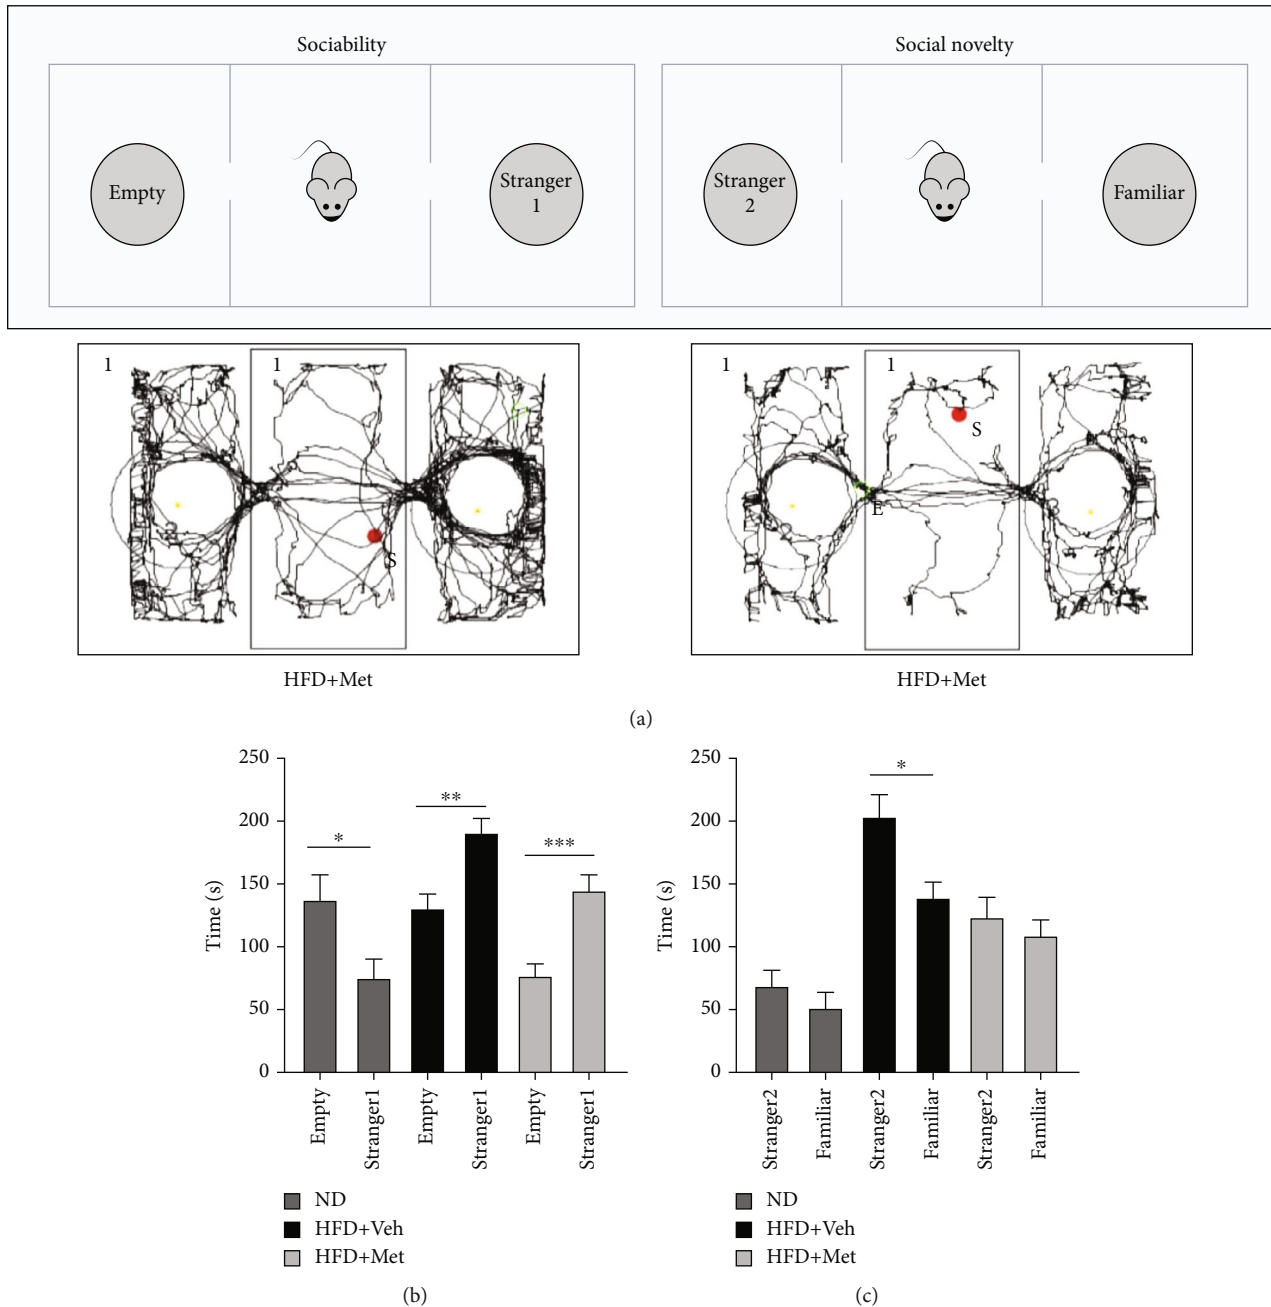 Sociability
Social novelty
Empty
Stranger
1
Stranger
2
Familiar
1
1
S
1
1
S
E
HFD+Met
HFD+Met
(a)
250
200
150
100
50
0
Time (s)
*
**
***
Empty
Stranger1
Empty
Stranger1
Empty
Stranger1
ND
HFD+Veh
HFD+Met
(b)
250
200
150
100
50
0
Time (s)
*
Stranger2
Familiar
Stranger2
Familiar
Stranger2
Familiar
ND
HFD+Veh
HFD+Met
(c)